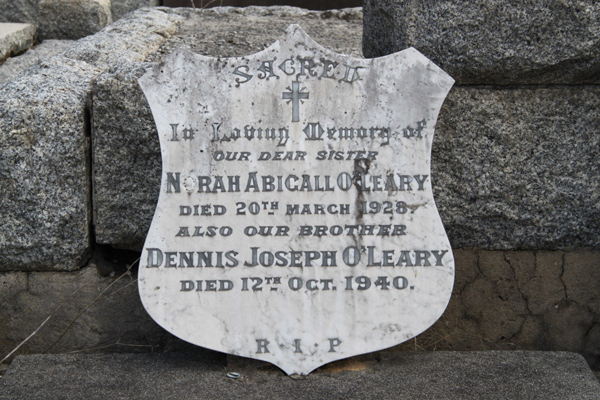 SACRED
In Loving Memory of
OUR DEAR SISTER
NORAH ABIGALL O'LEARY
DIED 20TH MARCH 1928.
ALSO OUR BROTHER
DENNIS JOSEPH O'LEARY
DIED 12TH OCT. 1940.
R·I·P